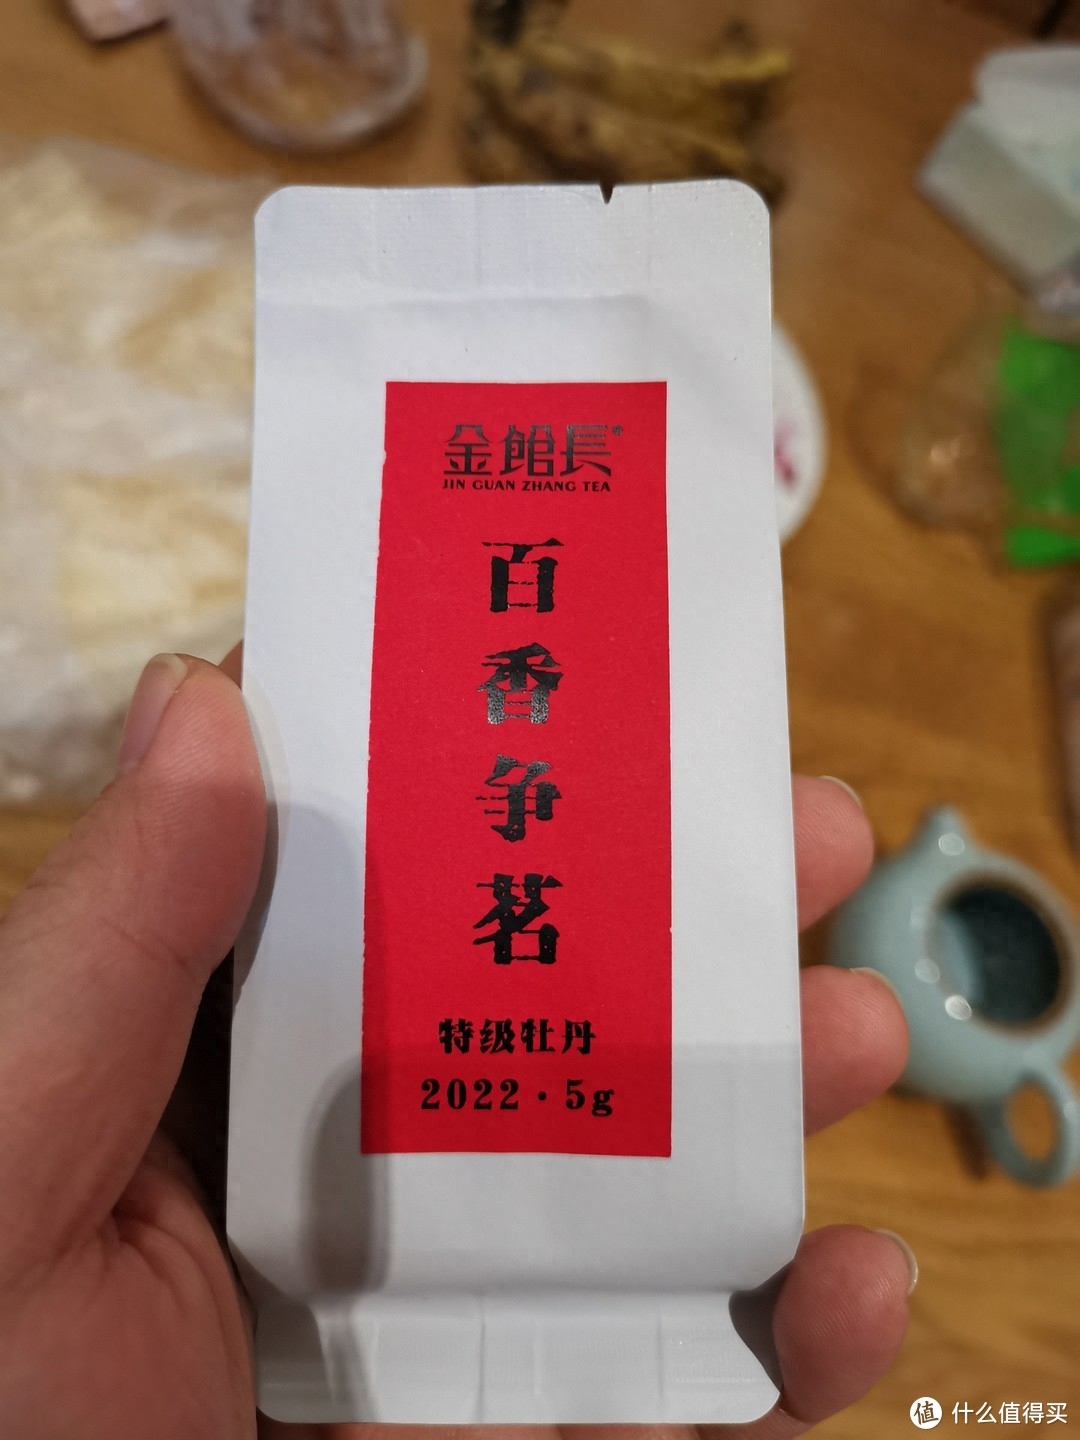 金館長
JIN GUAN ZHANG TEA
百香争茗
特级牡丹
2022·5g
值 什么值得买